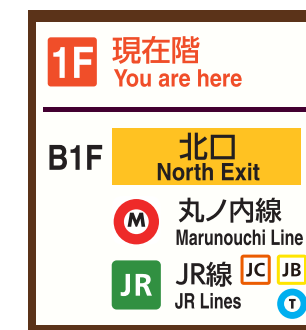 1F 現在階
You are here
B1F 北口
North Exit
M 丸ノ内線
Marunouchi Line
JR JR線 JC JB
JR Lines T